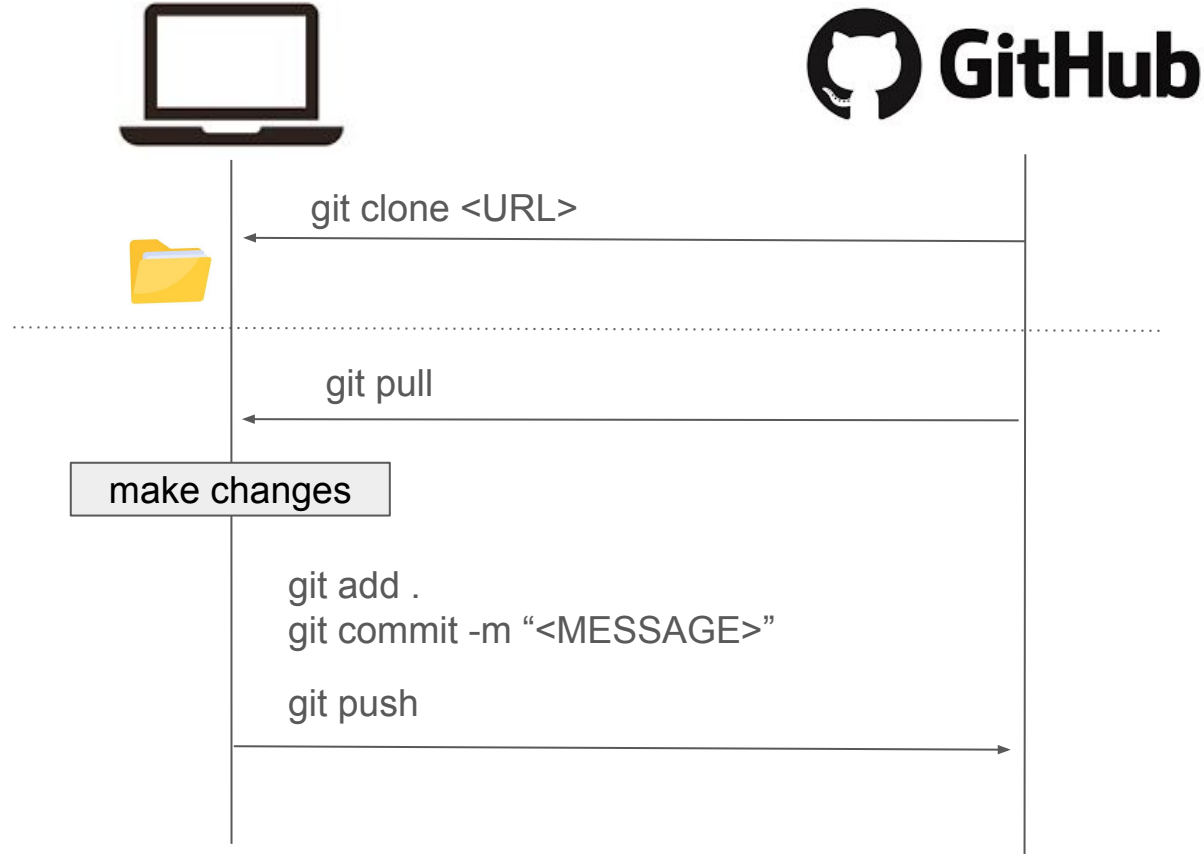 GitHub
git clone <URL>
git pull
make changes
git add .
git commit -m “<MESSAGE>”
git push